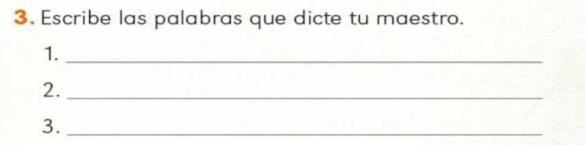 3. Escribe las palabras que dicte tu maestro.
1.
2.
3.